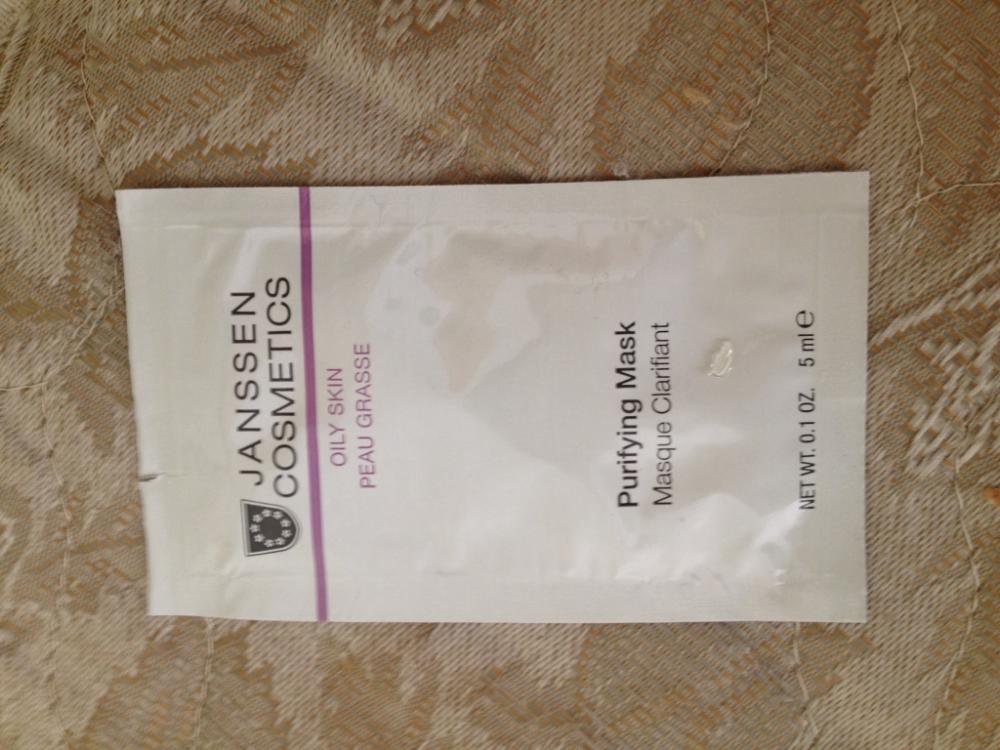 JANSSEN
COSMETICS
OILY SKIN
PEAU GRASSE
Purifying Mask
Masque Clarifiant
NET WT. 0.1 OZ. 5 ml ℮